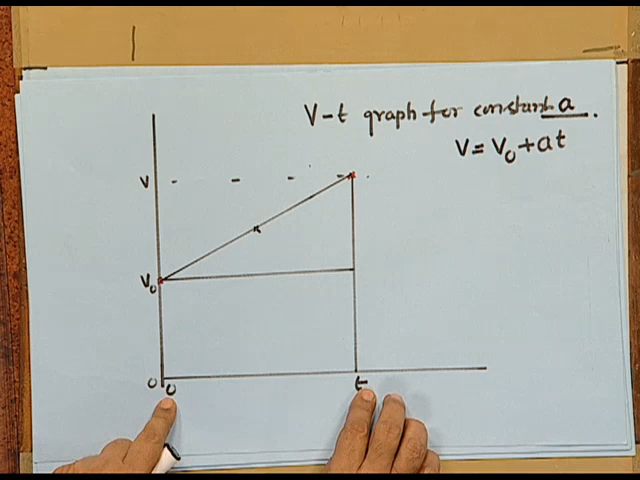 V-t graph for constant a.
V = V₀ + at
V
V₀
0
0
t